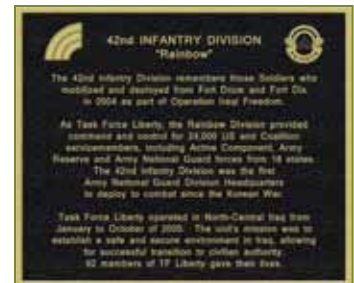 42nd INFANTRY DIVISION
"Rainbow"
The 42nd Infantry Division remembers those Soldiers who
mobilized and deployed from Fort Drum and Fort Dix
in 2004 as part of Operation Iraqi Freedom.
As Task Force Liberty, the Rainbow Division provided
command and control for 24,000 US and Coalition
servicemembers, including Active Component, Army
Reserve and Army National Guard forces from 18 states.
The 42nd Infantry Division was the first
Army National Guard Division Headquarters
to deploy to combat since the Korean War.
Task Force Liberty operated in North-Central Iraq from
January to October of 2005. The unit's mission was to
establish a safe and secure environment in Iraq, allowing
for successful transition to civilian authority.
62 members of TF Liberty gave their lives.